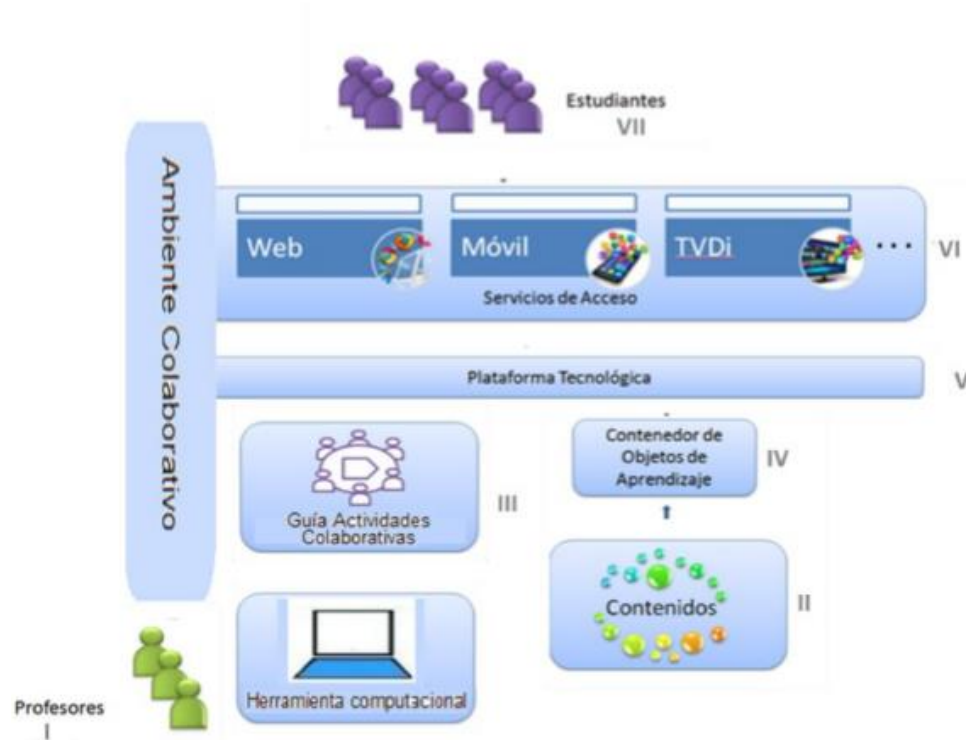 Estudiantes
VII
Ambiente Colaborativo
Web
Móvil
TVDi
...
VI
Servicios de Acceso
Plataforma Tecnológica
V
Contenedor de
Objetos de
Aprendizaje
IV
Guía Actividades
Colaborativas
III
Contenidos
II
Herramienta computacional
Profesores
I